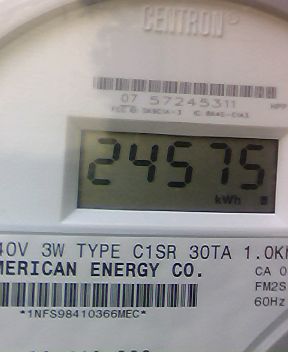 CENTRON
07 57245311
24575
kWh
40V 3W TYPE C1SR 30TA 1.0K
MERICAN ENERGY CO.
CA 0
FM2S
60Hz
*1NFS98410366MEC*